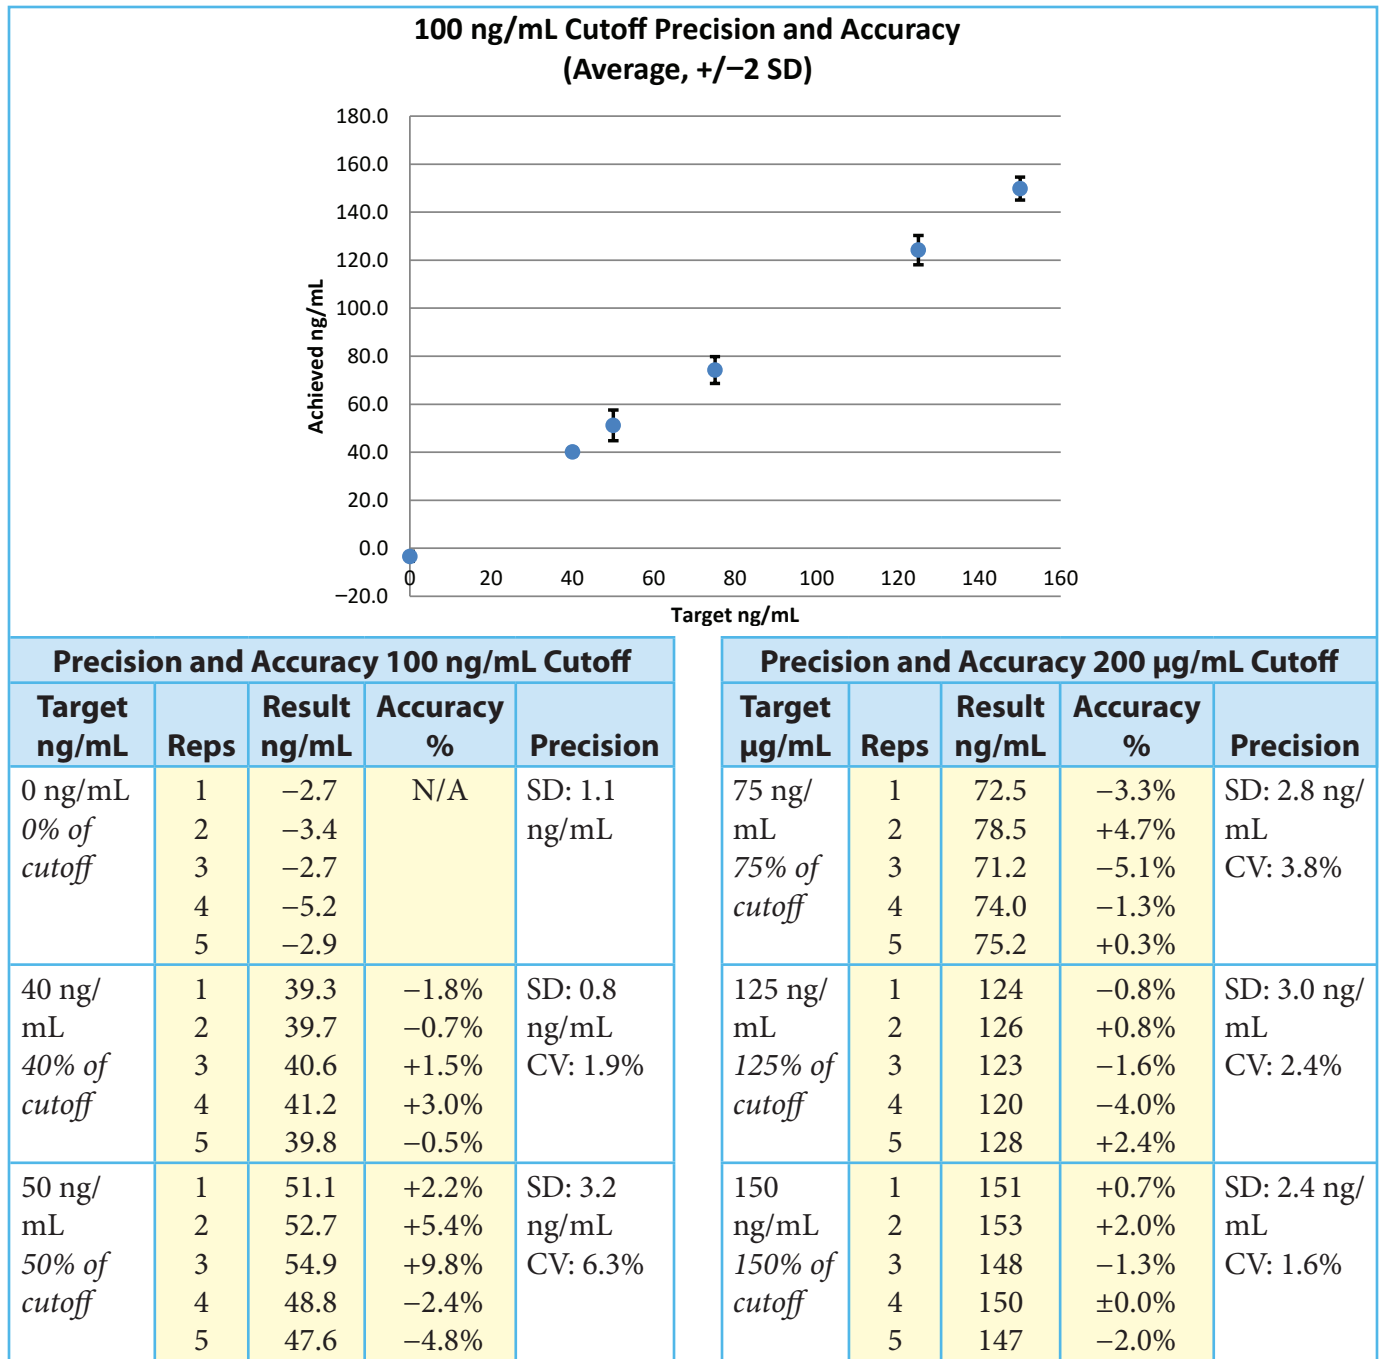 100 ng/mL Cutoff Precision and Accuracy
(Average, +/−2 SD)
180.0
160.0
140.0
120.0
100.0
80.0
60.0
40.0
20.0
0.0
−20.0
Achieved ng/mL
0 20 40 60 80 100 120 140 160
Target ng/mL
Precision and Accuracy 100 ng/mL Cutoff
Target Result Accuracy
ng/mL Reps ng/mL % Precision
0 ng/mL 1 −2.7 N/A SD: 1.1
0% of 2 −3.4 ng/mL
cutoff 3 −2.7
4 −5.2
5 −2.9
40 ng/ 1 39.3 −1.8% SD: 0.8
mL 2 39.7 −0.7% ng/mL
40% of 3 40.6 +1.5% CV: 1.9%
cutoff 4 41.2 +3.0%
5 39.8 −0.5%
50 ng/ 1 51.1 +2.2% SD: 3.2
mL 2 52.7 +5.4% ng/mL
50% of 3 54.9 +9.8% CV: 6.3%
cutoff 4 48.8 −2.4%
5 47.6 −4.8%
Precision and Accuracy 200 µg/mL Cutoff
Target Result Accuracy
µg/mL Reps ng/mL % Precision
75 ng/ 1 72.5 −3.3% SD: 2.8 ng/
mL 2 78.5 +4.7% mL
75% of 3 71.2 −5.1% CV: 3.8%
cutoff 4 74.0 −1.3%
5 75.2 +0.3%
125 ng/ 1 124 −0.8% SD: 3.0 ng/
mL 2 126 +0.8% mL
125% of 3 123 −1.6% CV: 2.4%
cutoff 4 120 −4.0%
5 128 +2.4%
150 1 151 +0.7% SD: 2.4 ng/
ng/mL 2 153 +2.0% mL
150% of 3 148 −1.3% CV: 1.6%
cutoff 4 150 ±0.0%
5 147 −2.0%